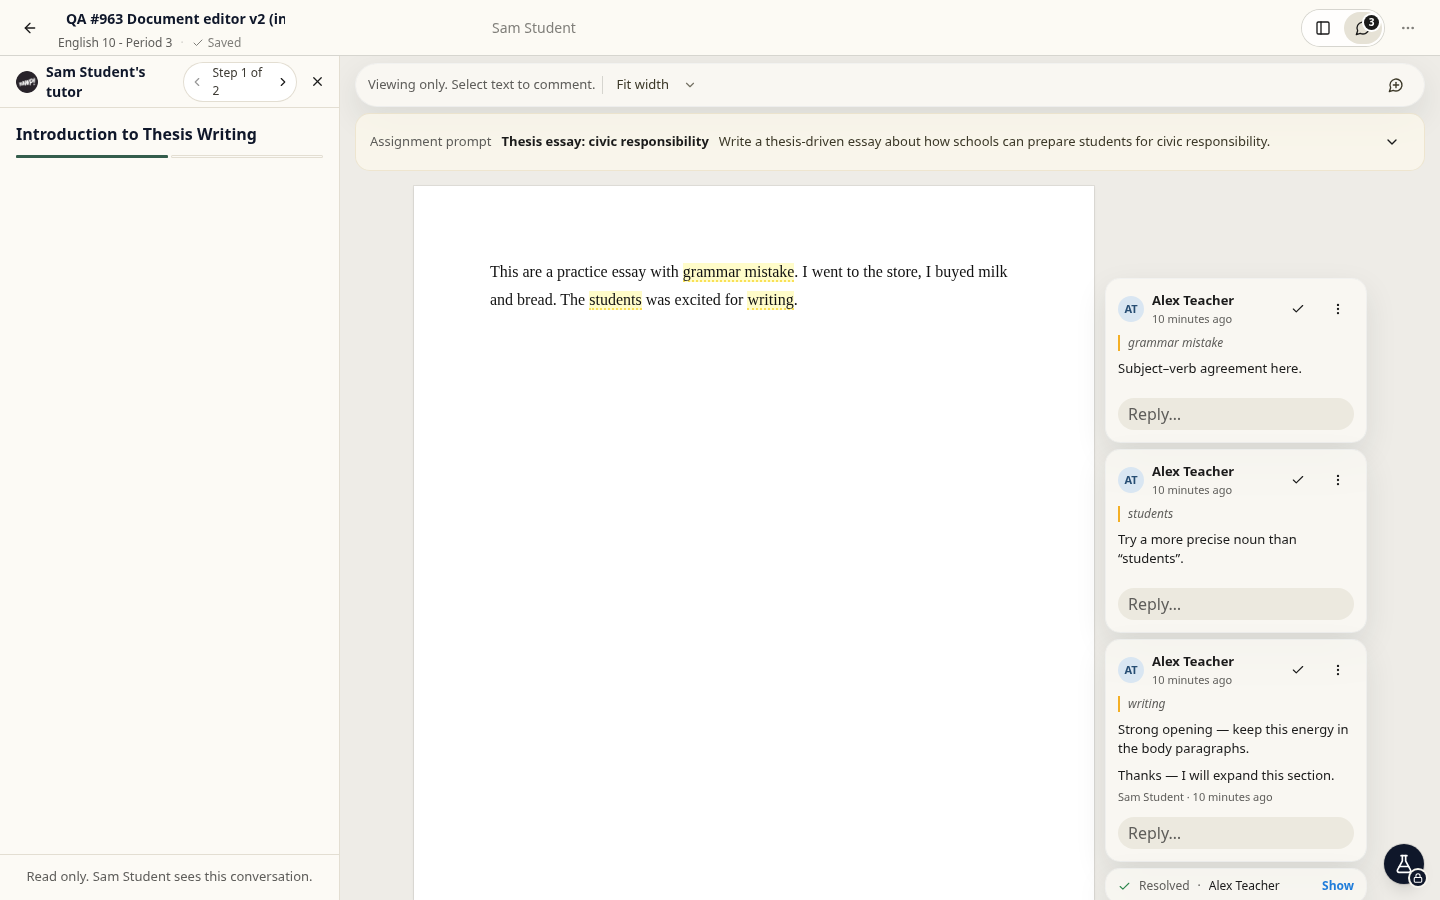 QA #963 Document editor v2 (in
English 10 - Period 3 · Saved
Sam Student
3
Sam Student's
tutor
Step 1 of
2
Introduction to Thesis Writing
Read only. Sam Student sees this conversation.
Viewing only. Select text to comment.
Fit width
Assignment prompt Thesis essay: civic responsibility Write a thesis-driven essay about how schools can prepare students for civic responsibility.
This are a practice essay with grammar mistake. I went to the store, I buyed milk
and bread. The students was excited for writing.
AT
Alex Teacher
10 minutes ago
grammar mistake
Subject–verb agreement here.
Reply...
AT
Alex Teacher
10 minutes ago
students
Try a more precise noun than
“students”.
Reply...
AT
Alex Teacher
10 minutes ago
writing
Strong opening — keep this energy in
the body paragraphs.
Thanks — I will expand this section.
Sam Student · 10 minutes ago
Reply...
Resolved · Alex Teacher Show